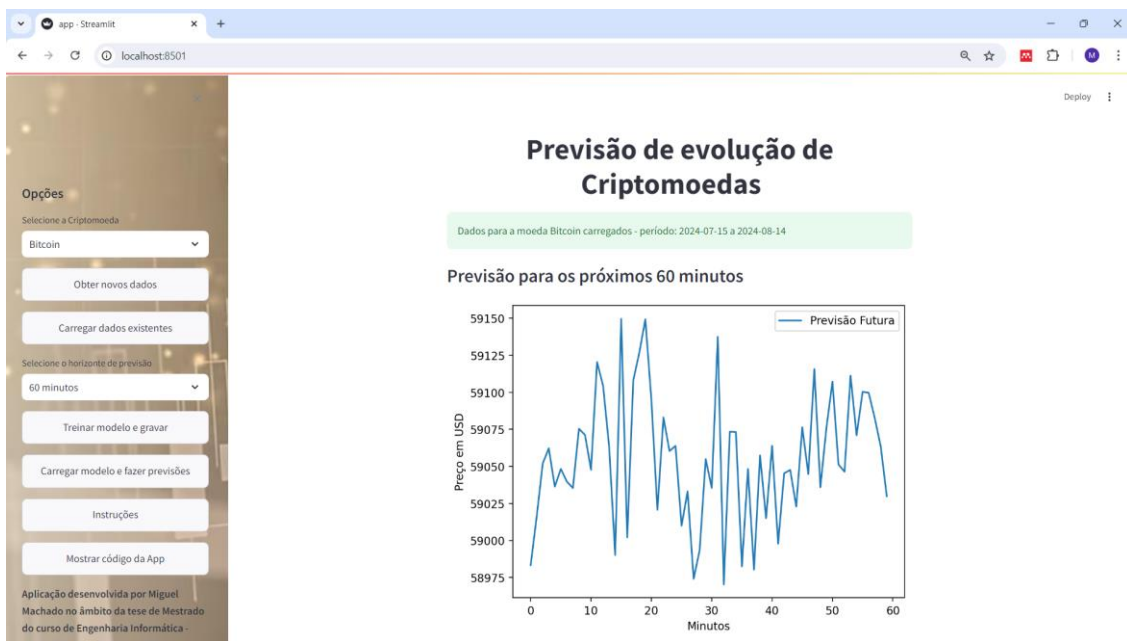 app · Streamlit
localhost:8501
M
Deploy
Opções
Selecione a Criptomoeda
Bitcoin
Obter novos dados
Carregar dados existentes
Selecione o horizonte de previsão
60 minutos
Treinar modelo e gravar
Carregar modelo e fazer previsões
Instruções
Mostrar código da App
Aplicação desenvolvida por Miguel
Machado no âmbito da tese de Mestrado
do curso de Engenharia Informática -
Previsão de evolução de
Criptomoedas
Dados para a moeda Bitcoin carregados - período: 2024-07-15 a 2024-08-14
Previsão para os próximos 60 minutos
Previsão Futura
Preço em USD
59150
59125
59100
59075
59050
59025
59000
58975
0 10 20 30 40 50 60
Minutos